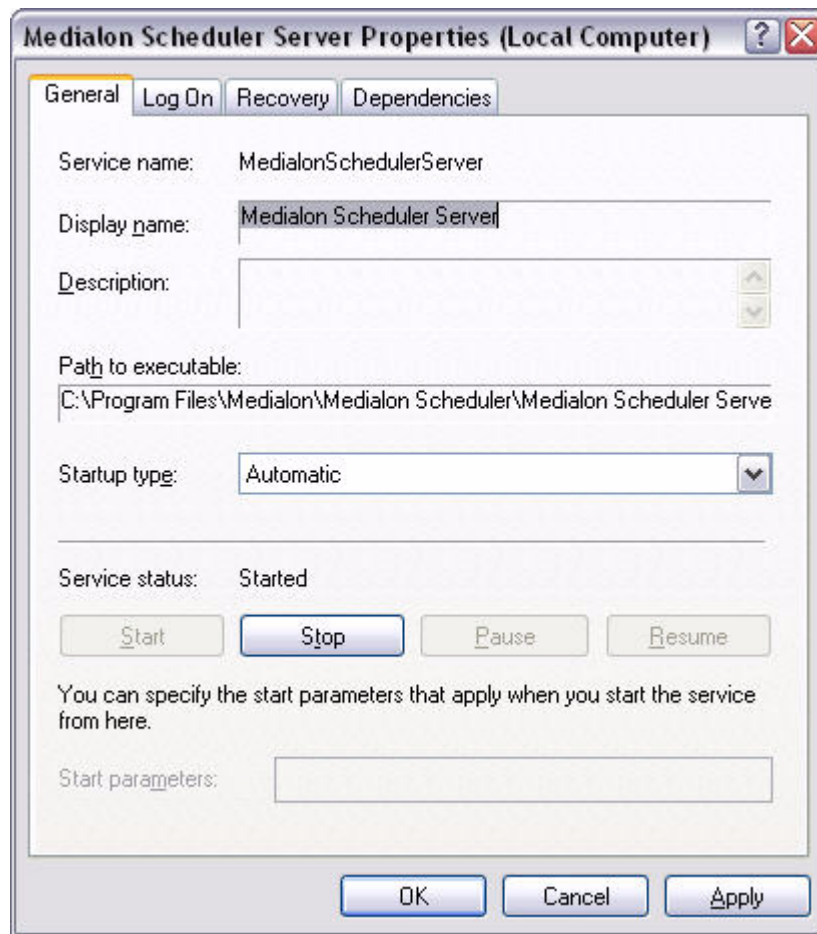 Medialon Scheduler Server Properties (Local Computer)
General Log On Recovery Dependencies
Service name: MedialonSchedulerServer
Display name: Medialon Scheduler Server
Description:
Path to executable:
C:\Program Files\Medialon\Medialon Scheduler\Medialon Scheduler Serve
Startup type: Automatic
Service status: Started
Start Stop Pause Resume
You can specify the start parameters that apply when you start the service
from here.
Start parameters:
OK Cancel Apply